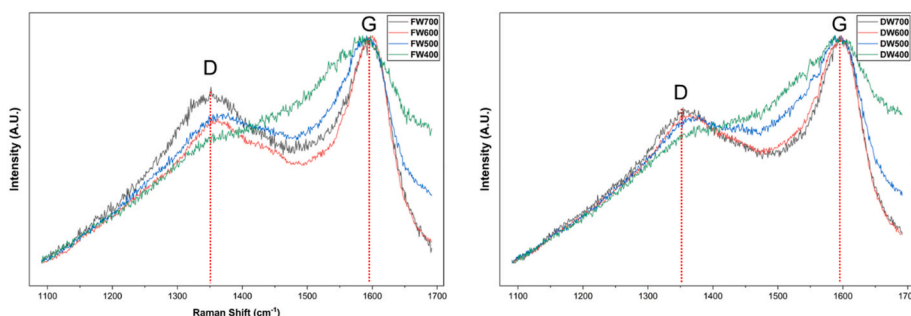 G
FW700
FW600
FW500
FW400
D
Intensity (A.U.)
1100 1200 1300 1400 1500 1600 1700
Raman Shift (cm-1)
G
DW700
DW600
DW500
DW400
D
Intensity (A.U.)
1100 1200 1300 1400 1500 1600 1700